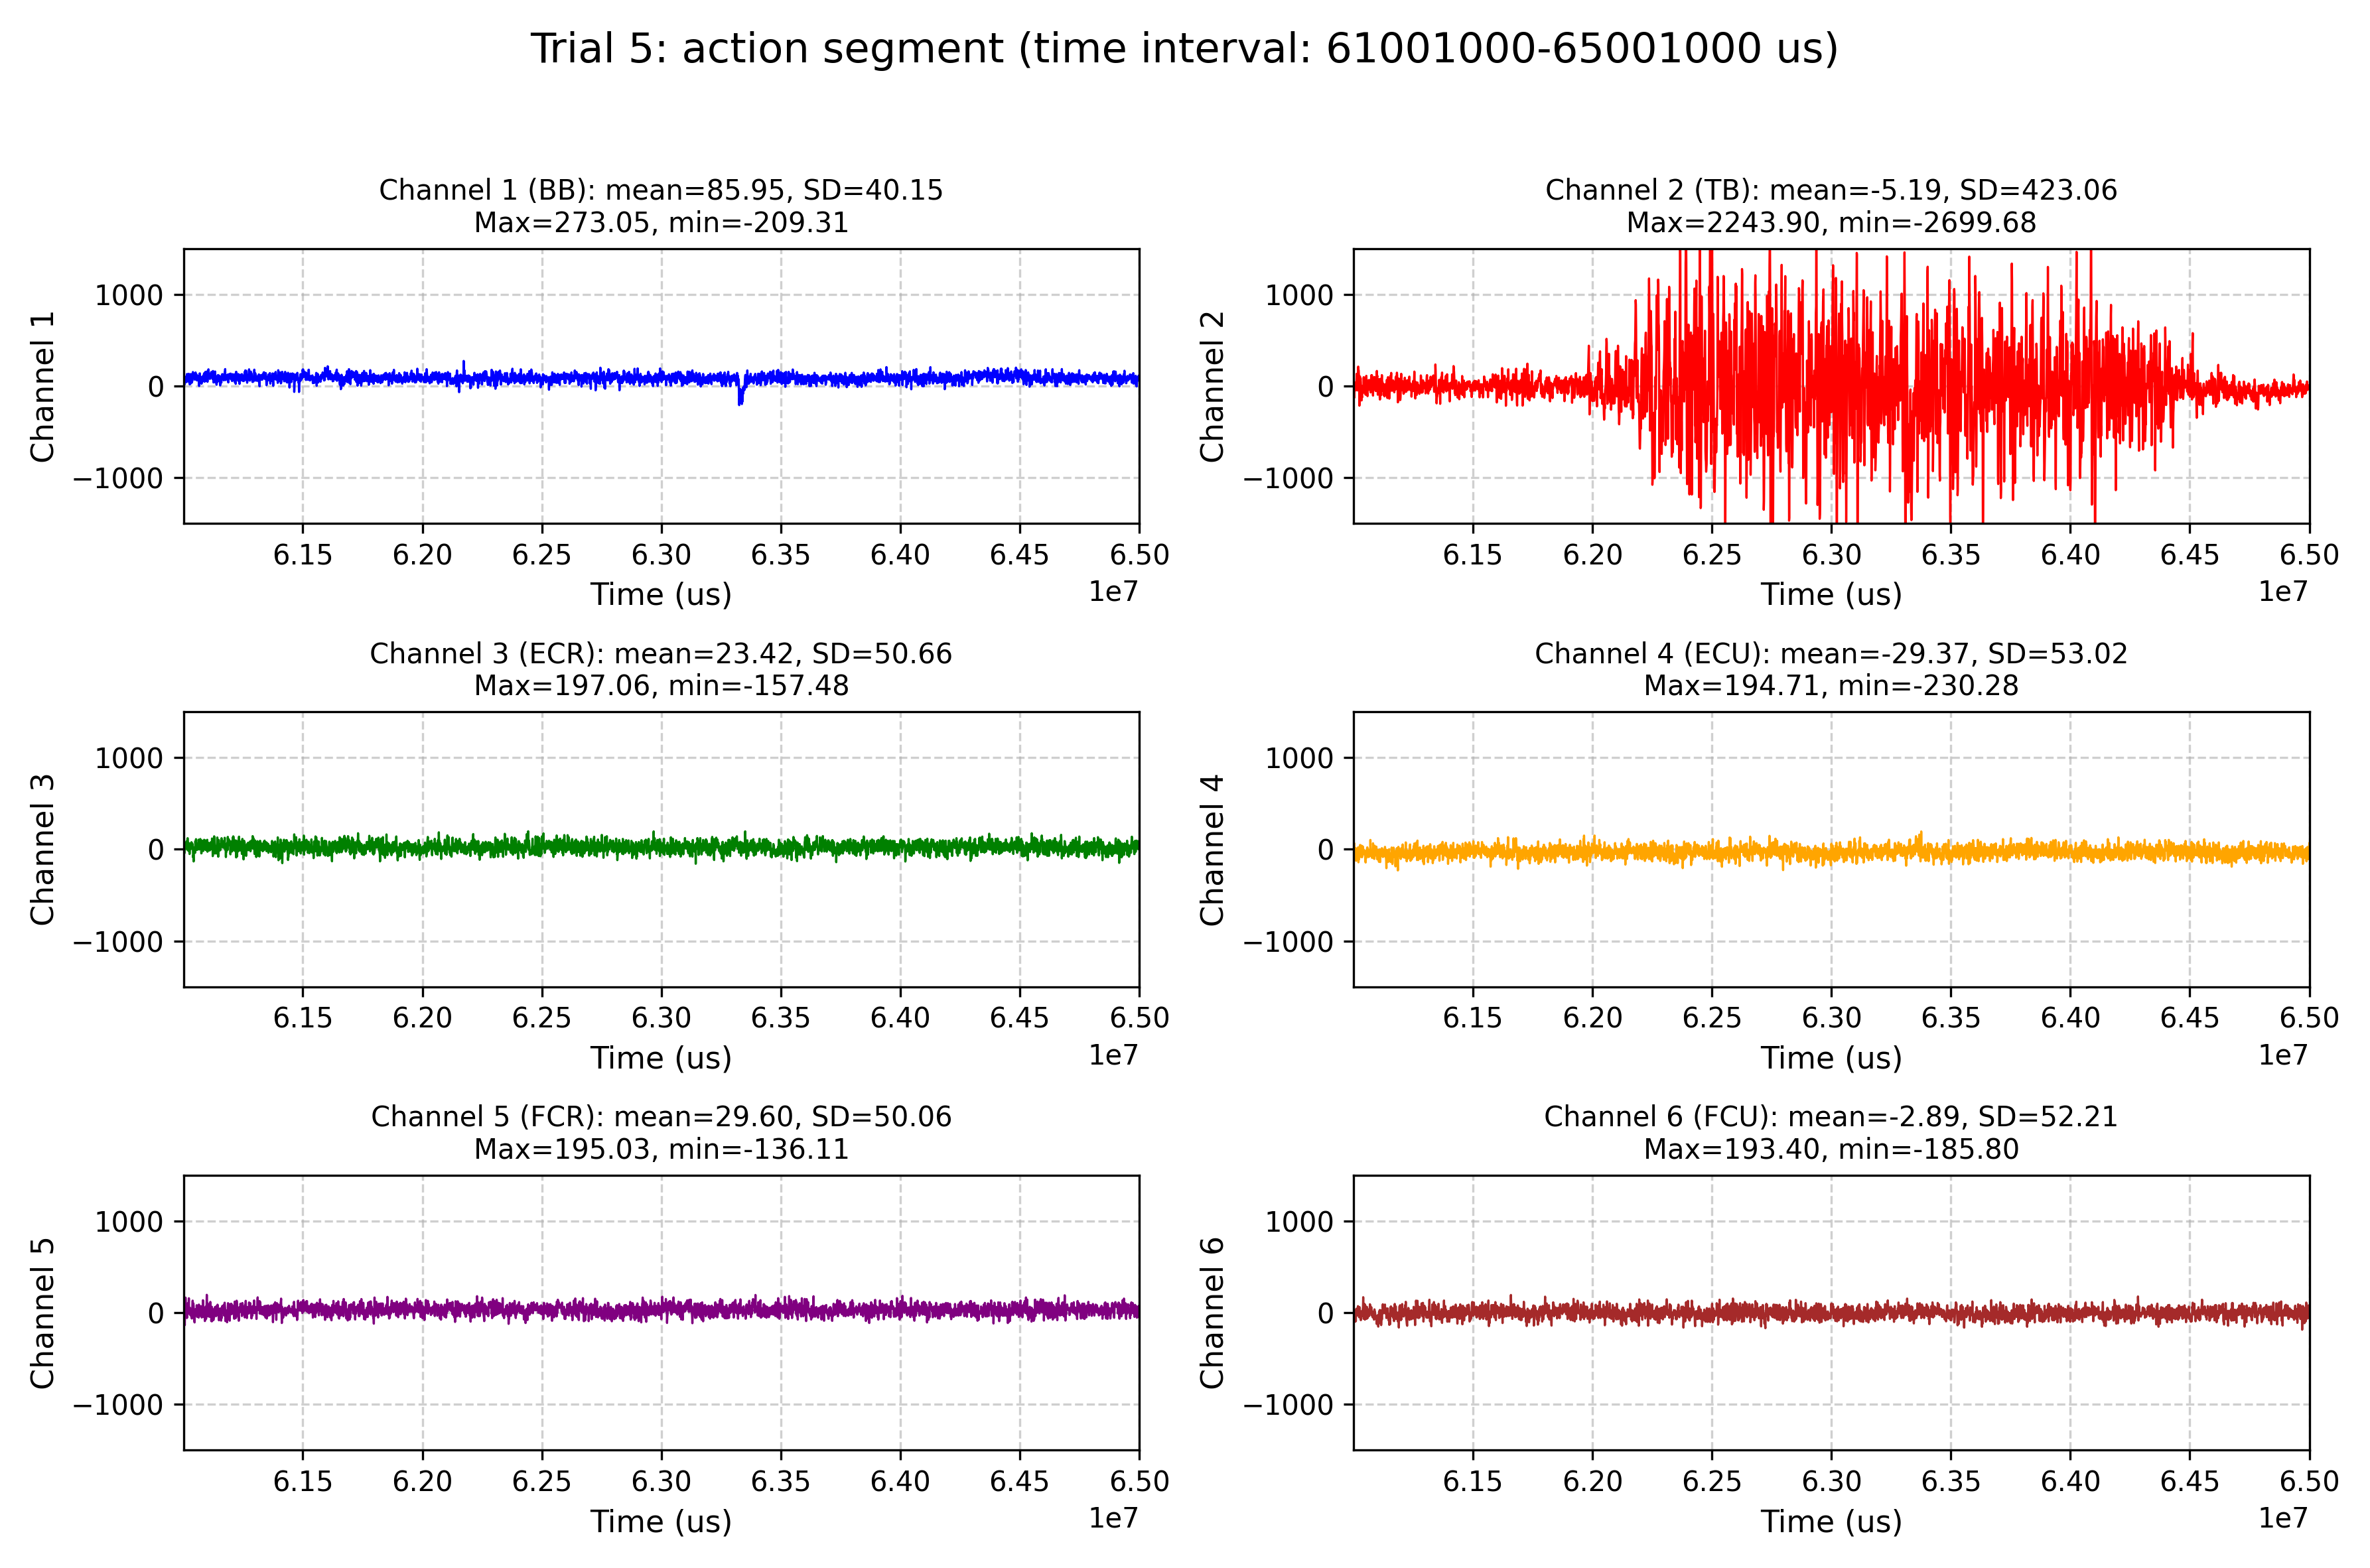 Trial 5: action segment (time interval: 61001000-65001000 us)
Channel 1 (BB): mean=85.95, SD=40.15
Max=273.05, min=-209.31
Channel 1
1000
0
−1000
6.15 6.20 6.25 6.30 6.35 6.40 6.45 6.50
Time (us)
1e7
Channel 2 (TB): mean=-5.19, SD=423.06
Max=2243.90, min=-2699.68
Channel 2
1000
0
−1000
6.15 6.20 6.25 6.30 6.35 6.40 6.45 6.50
Time (us)
1e7
Channel 3 (ECR): mean=23.42, SD=50.66
Max=197.06, min=-157.48
Channel 3
1000
0
−1000
6.15 6.20 6.25 6.30 6.35 6.40 6.45 6.50
Time (us)
1e7
Channel 4 (ECU): mean=-29.37, SD=53.02
Max=194.71, min=-230.28
Channel 4
1000
0
−1000
6.15 6.20 6.25 6.30 6.35 6.40 6.45 6.50
Time (us)
1e7
Channel 5 (FCR): mean=29.60, SD=50.06
Max=195.03, min=-136.11
Channel 5
1000
0
−1000
6.15 6.20 6.25 6.30 6.35 6.40 6.45 6.50
Time (us)
1e7
Channel 6 (FCU): mean=-2.89, SD=52.21
Max=193.40, min=-185.80
Channel 6
1000
0
−1000
6.15 6.20 6.25 6.30 6.35 6.40 6.45 6.50
Time (us)
1e7